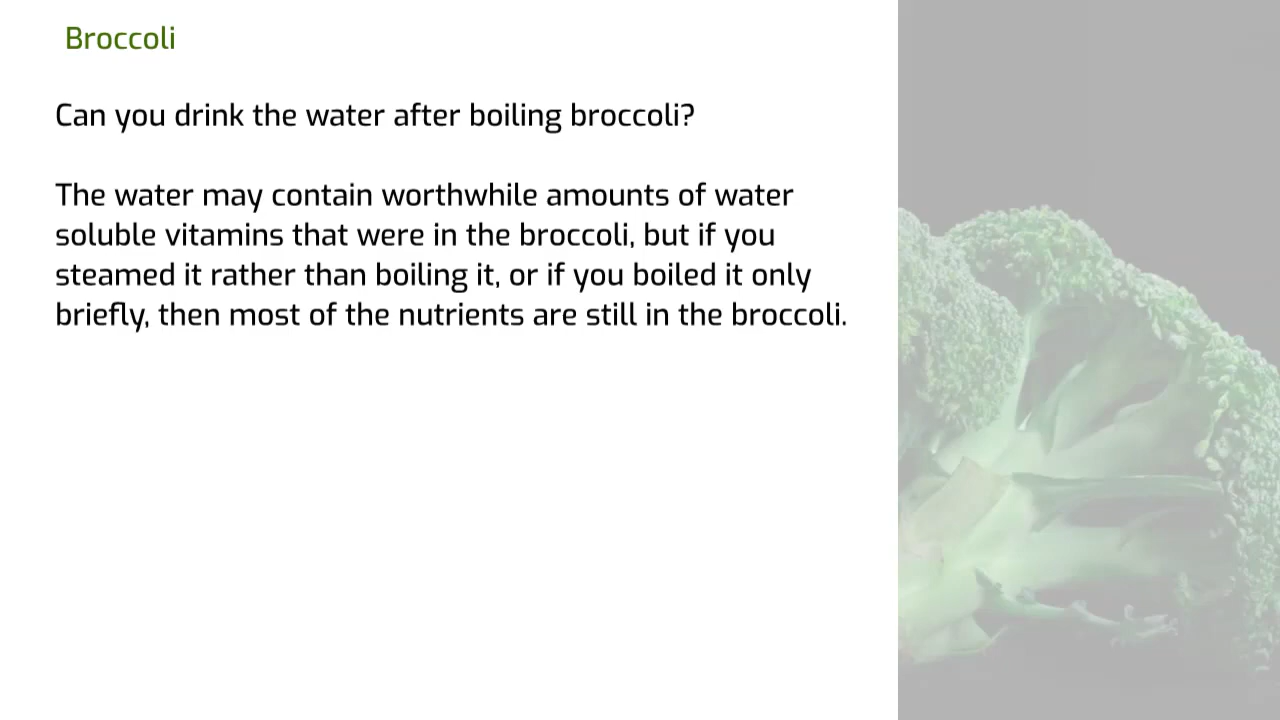 Broccoli
Can you drink the water after boiling broccoli?
The water may contain worthwhile amounts of water
soluble vitamins that were in the broccoli, but if you
steamed it rather than boiling it, or if you boiled it only
briefly, then most of the nutrients are still in the broccoli.